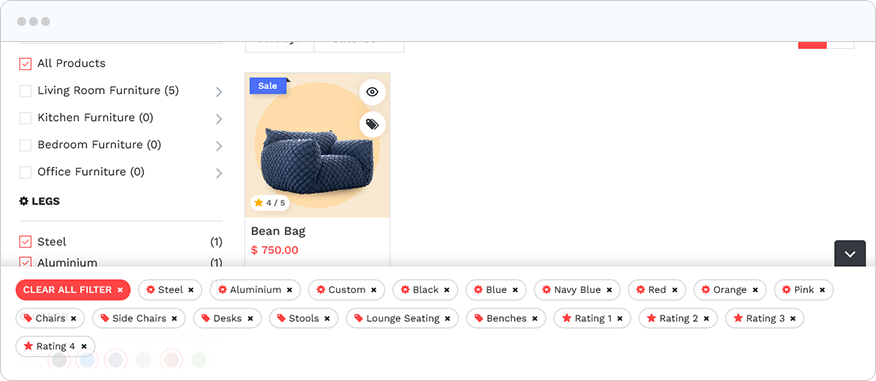 All Products
Living Room Furniture (5)
Kitchen Furniture (0)
Bedroom Furniture (0)
Office Furniture (0)
LEGS
Steel (1)
Aluminium (1)
Sale
4 / 5
Bean Bag
$ 750.00
CLEAR ALL FILTER × Steel × Aluminium × Custom × Black × Blue × Navy Blue × Red × Orange × Pink ×
Chairs × Side Chairs × Desks × Stools × Lounge Seating × Benches × Rating 1 × Rating 2 × Rating 3 ×
Rating 4 ×